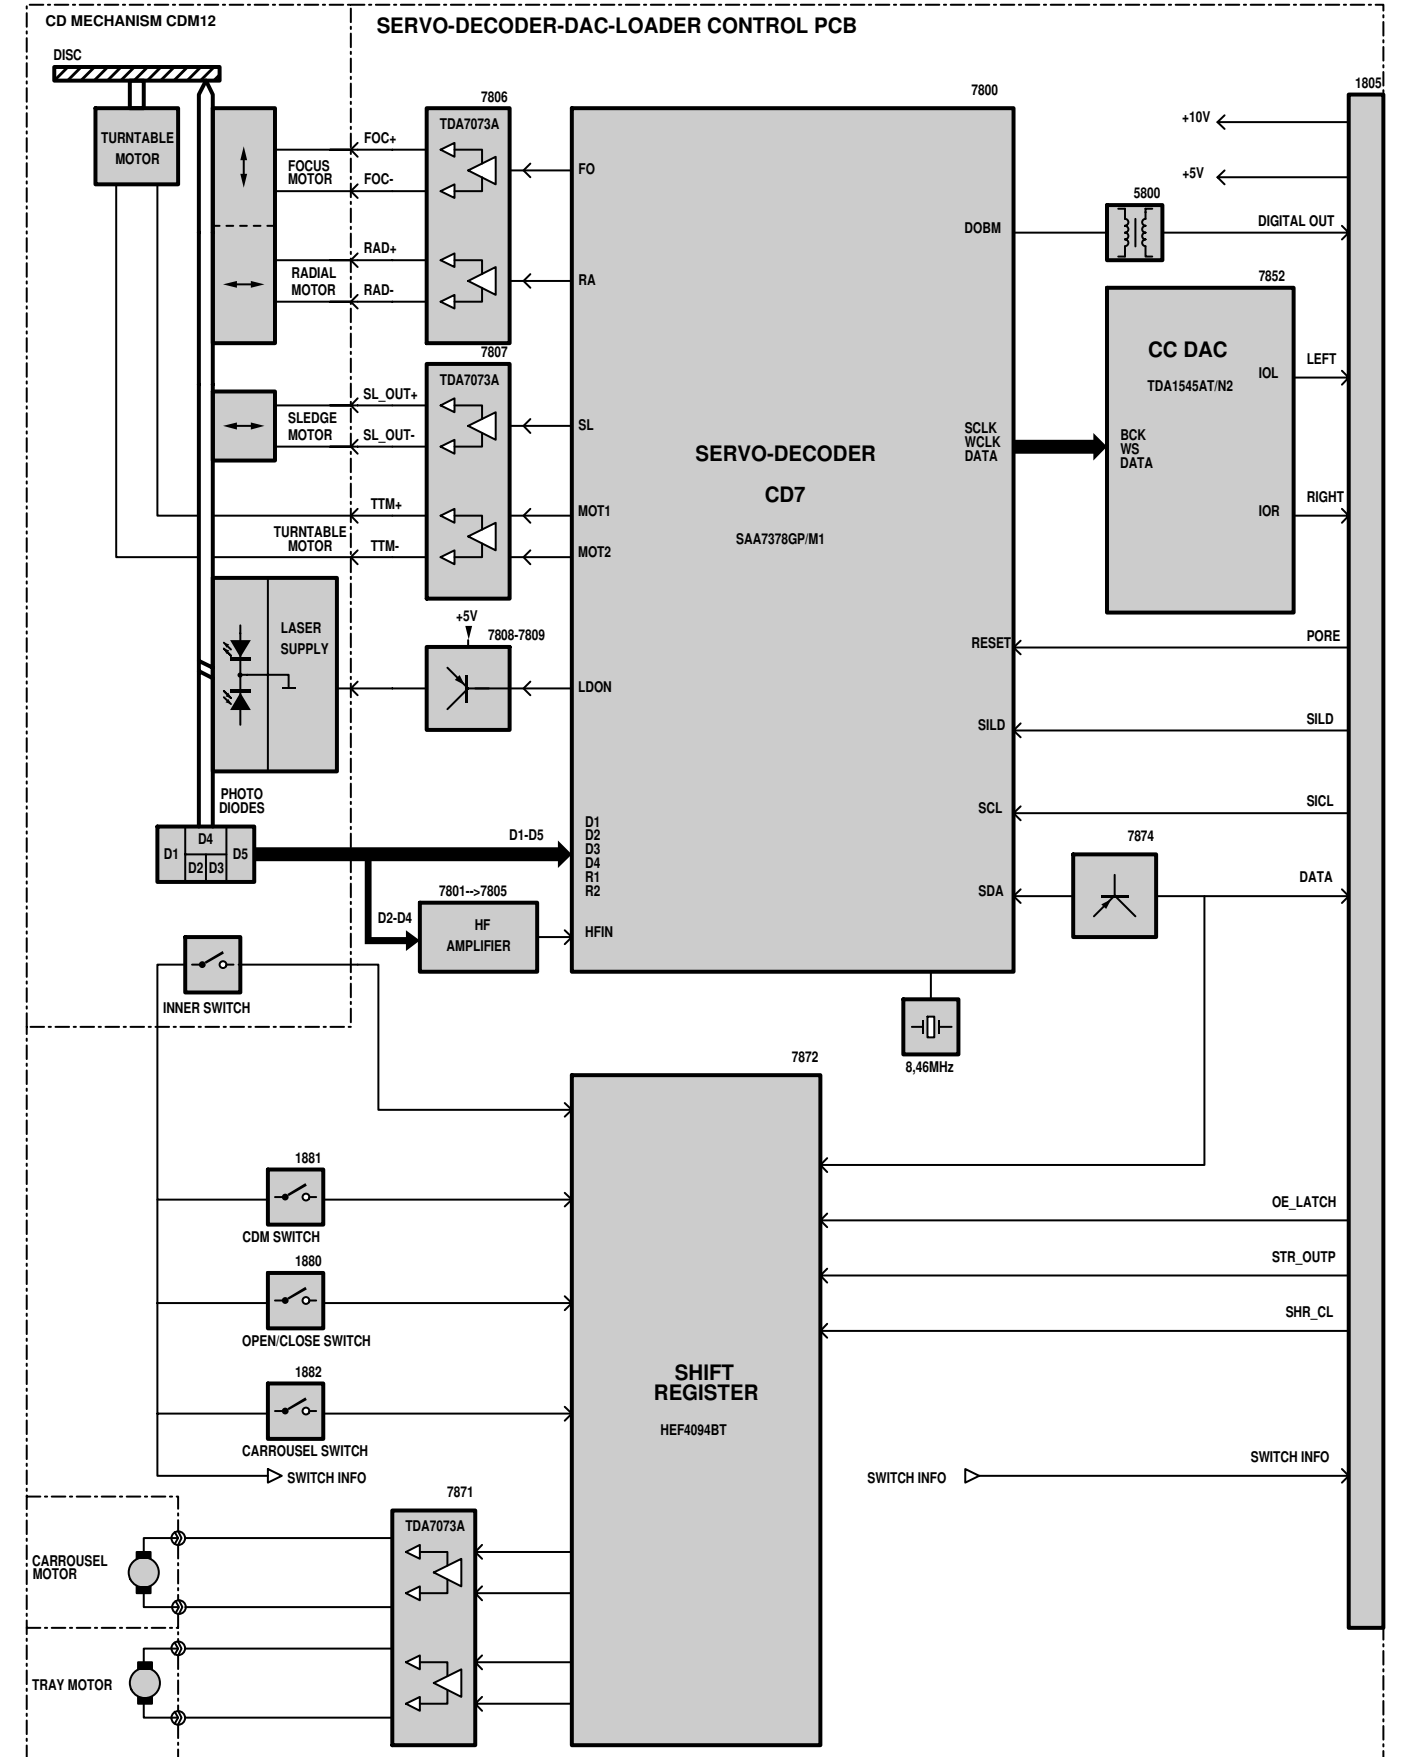 CD MECHANISM CDM12
SERVO-DECODER-DAC-LOADER CONTROL PCB
DISC
TURNTABLE
MOTOR
FOCUS
MOTOR
RADIAL
MOTOR
FOC+
FOC-
RAD+
RAD-
7806
TDA7073A
7807
TDA7073A
SLEDGE
MOTOR
SL_OUT+
SL_OUT-
TTM+
TURNTABLE
MOTOR
TTM-
LASER
SUPPLY
+5V
7808-7809
PHOTO
DIODES
D1
D4
D2
D3
D5
D1-D5
D2-D4
7801-->7805
HF
AMPLIFIER
INNER SWITCH
7800
FO
RA
SL
MOT1
MOT2
LDON
D1
D2
D3
D4
R1
R2
HFIN
SERVO-DECODER
CD7
SAA7378GP/M1
DOBM
SCLK
WCLK
DATA
RESET
SILD
SCL
SDA
8,46MHz
1805
+10V
+5V
5800
DIGITAL OUT
7852
CC DAC
TDA1545AT/N2
IOL
LEFT
BCK
WS
DATA
IOR
RIGHT
PORE
SILD
SICL
7874
DATA
7872
SHIFT
REGISTER
HEF4094BT
OE_LATCH
STR_OUTP
SHR_CL
SWITCH INFO
SWITCH INFO
1881
CDM SWITCH
1880
OPEN/CLOSE SWITCH
1882
CARROUSEL SWITCH
SWITCH INFO
7871
TDA7073A
CARROUSEL
MOTOR
TRAY MOTOR